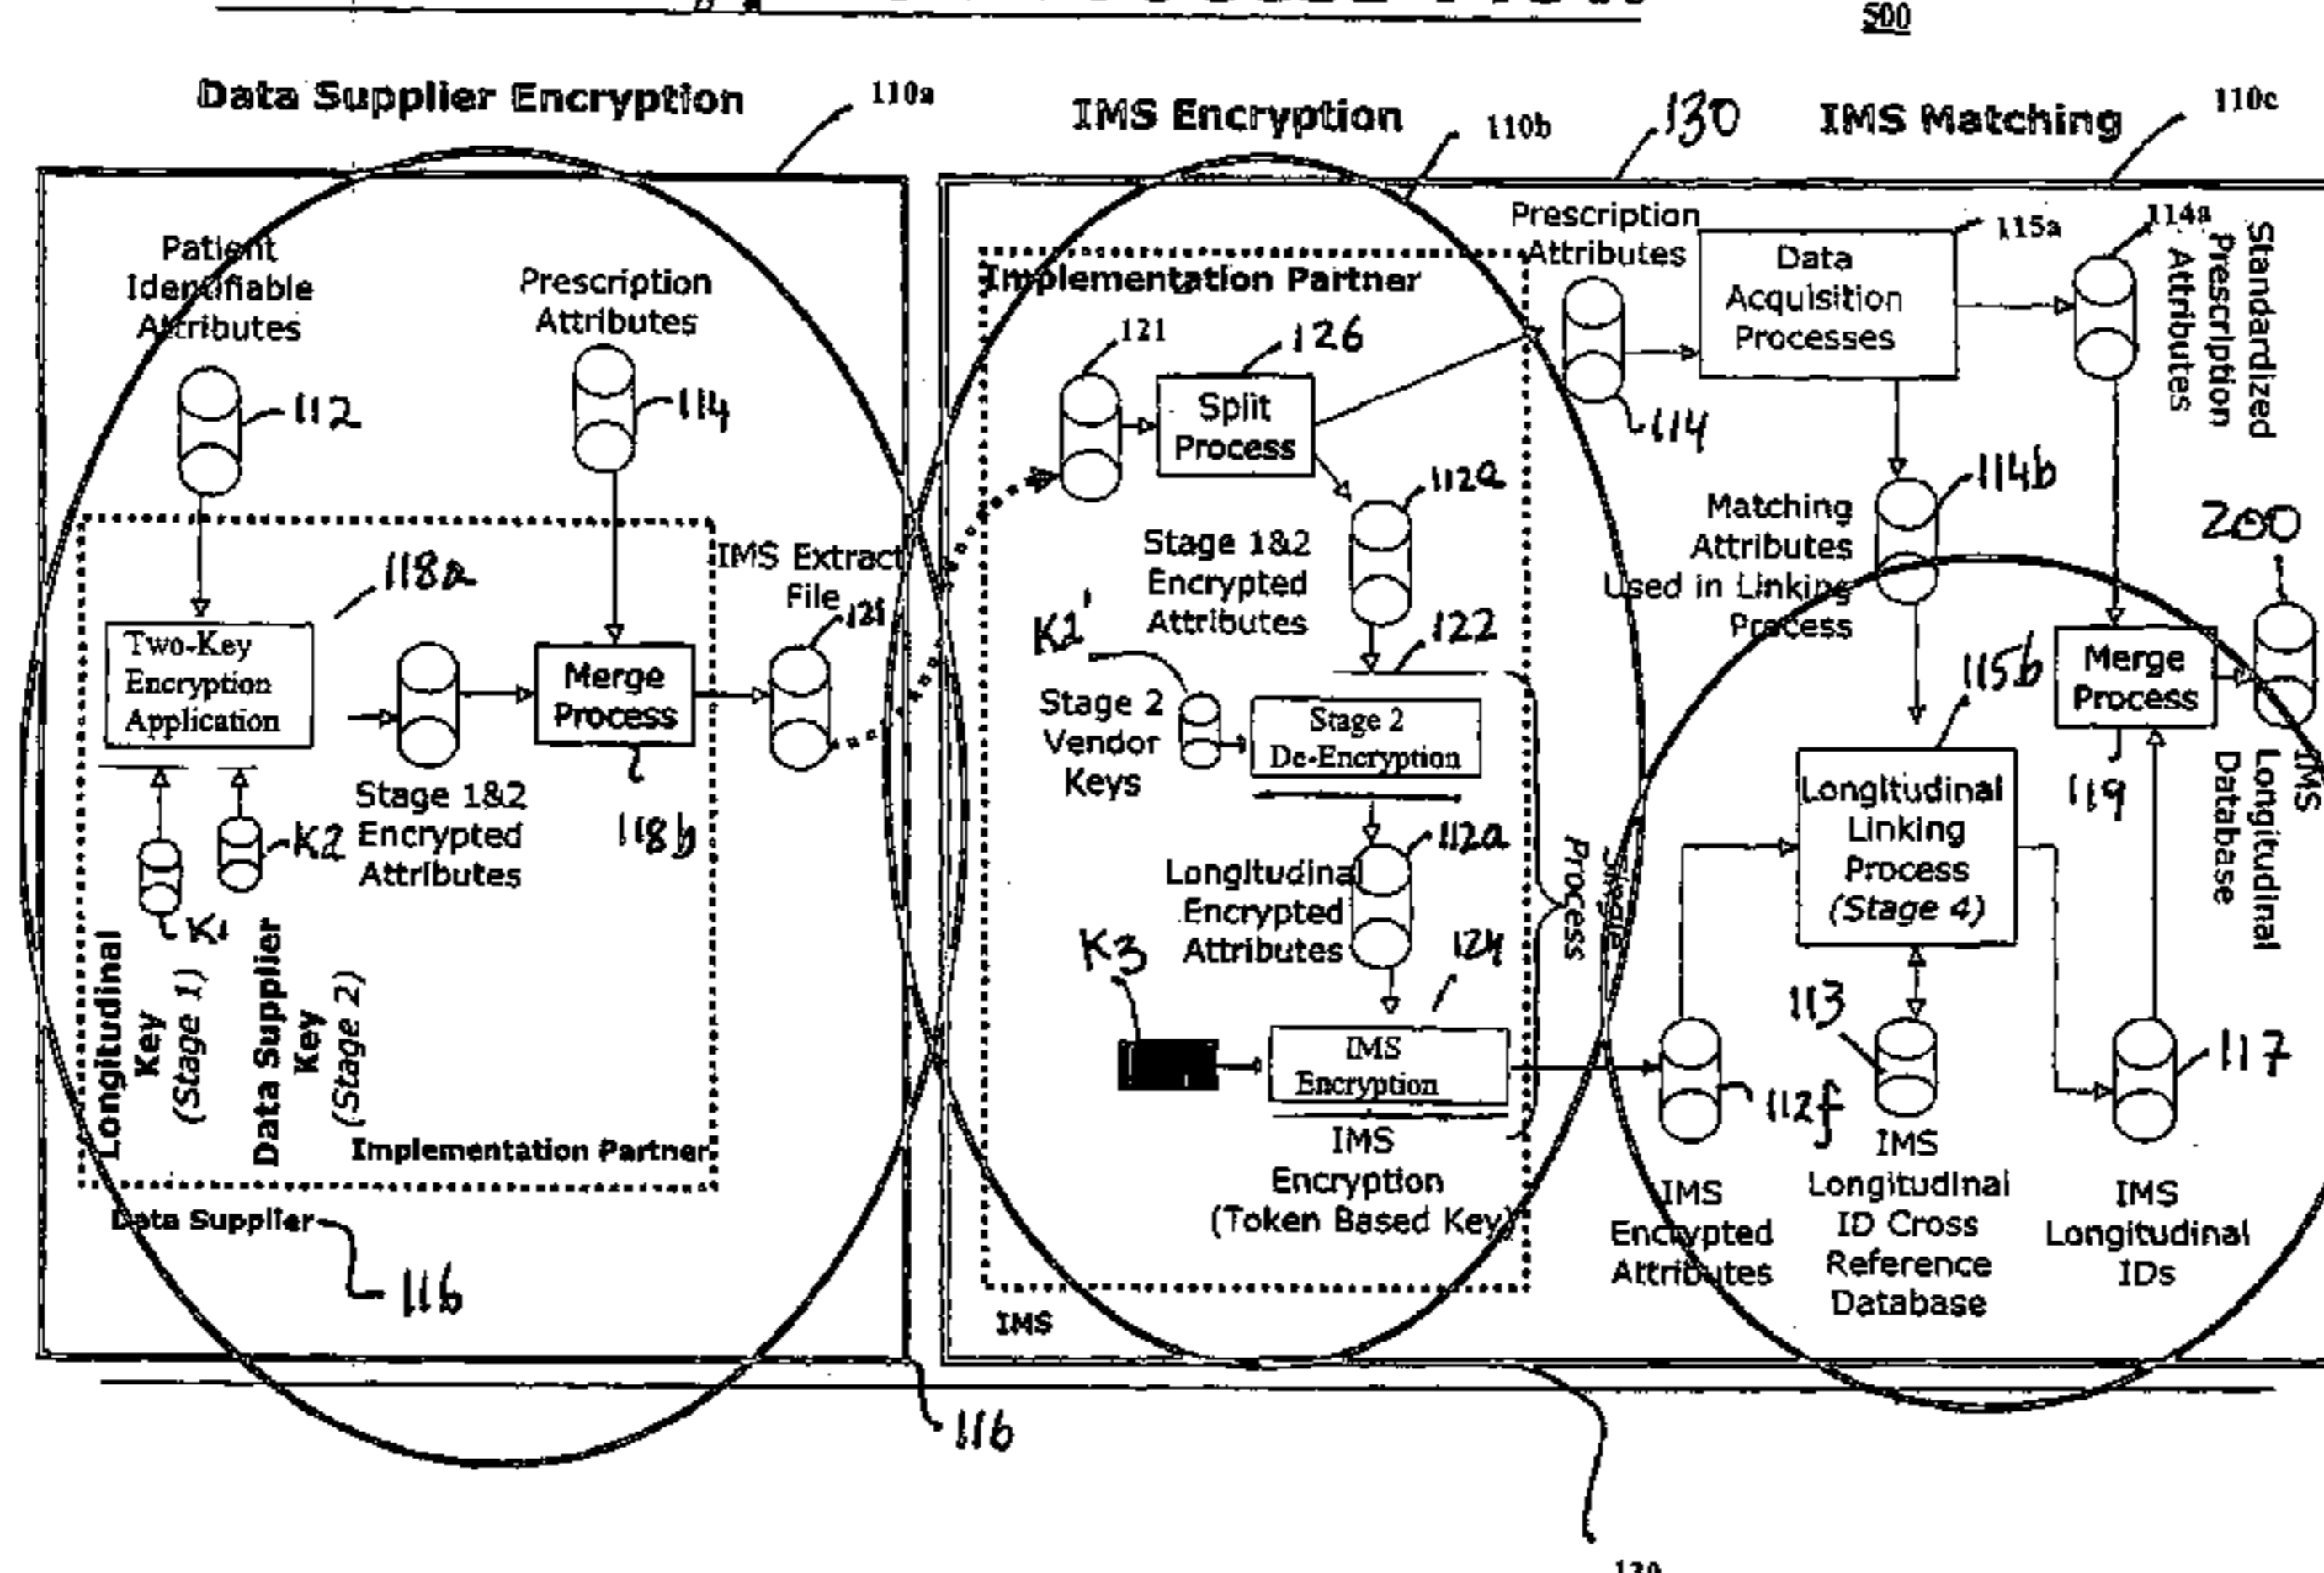 500
Data Supplier Encryption
110a
IMS Encryption
110b
130
IMS Matching
110c
Patient
Identifiable
Attributes
112
Prescription
Attributes
114
118a
Two-Key
Encryption
Application
Stage 1&2
Encrypted
Attributes
Merge
Process
118b
IMS Extract
File
121
K1
K2
Longitudinal
Key
(Stage 1)
Data Supplier
Key
(Stage 2)
Implementation Partner
Data Supplier
116
116
Implementation Partner
121
126
Split
Process
112a
Stage 1&2
Encrypted
Attributes
K2'
122
Stage 2
Vendor
Keys
Stage 2
De-Encryption
112a
Longitudinal
Encrypted
Attributes
K3
124
IMS
Encryption
IMS
Encryption
(Token Based Key)
Process
IMS
Prescription
Attributes
114
Data
Acquisition
Processes
115a
114a
Standardized
Prescription
Attributes
Matching
Attributes
Used in Linking
Process
114b
200
115b
Longitudinal
Linking
Process
(Stage 4)
Merge
Process
119
IMS
Longitudinal
Database
112f
113
117
IMS
Encrypted
Attributes
IMS
Longitudinal
ID Cross
Reference
Database
IMS
Longitudinal
IDs